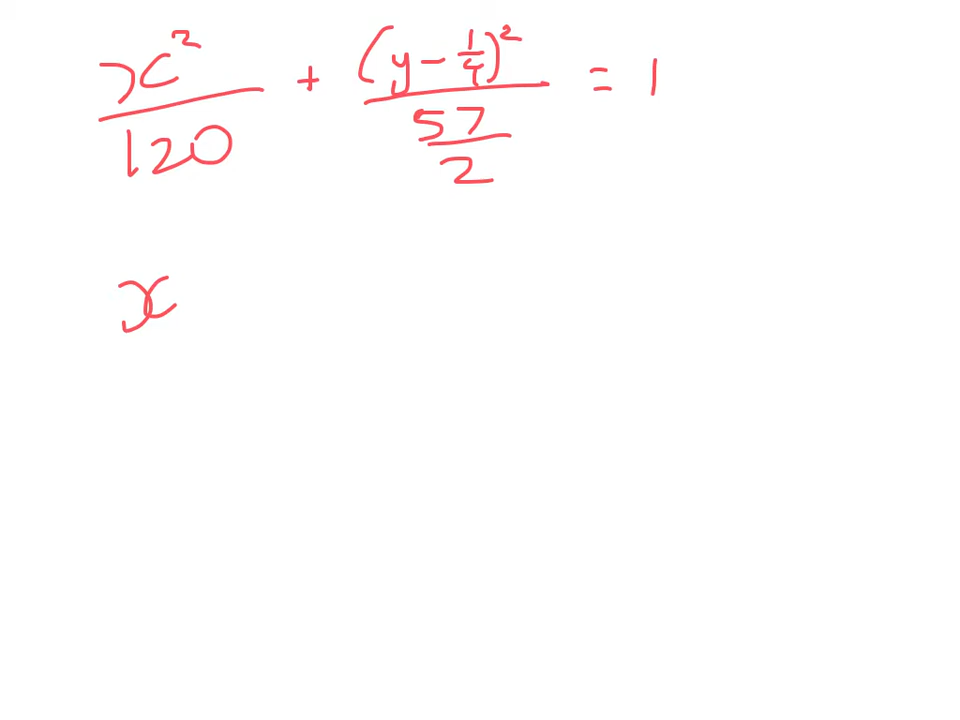 x²/120 + (y - 1/4)²/(57/2) = 1
x